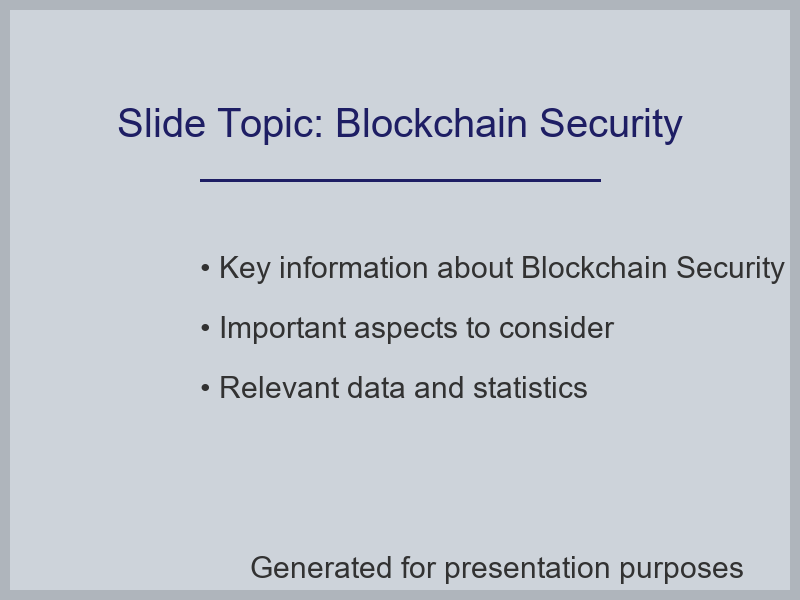 Slide Topic: Blockchain Security
• Key information about Blockchain Security
• Important aspects to consider
• Relevant data and statistics
Generated for presentation purposes